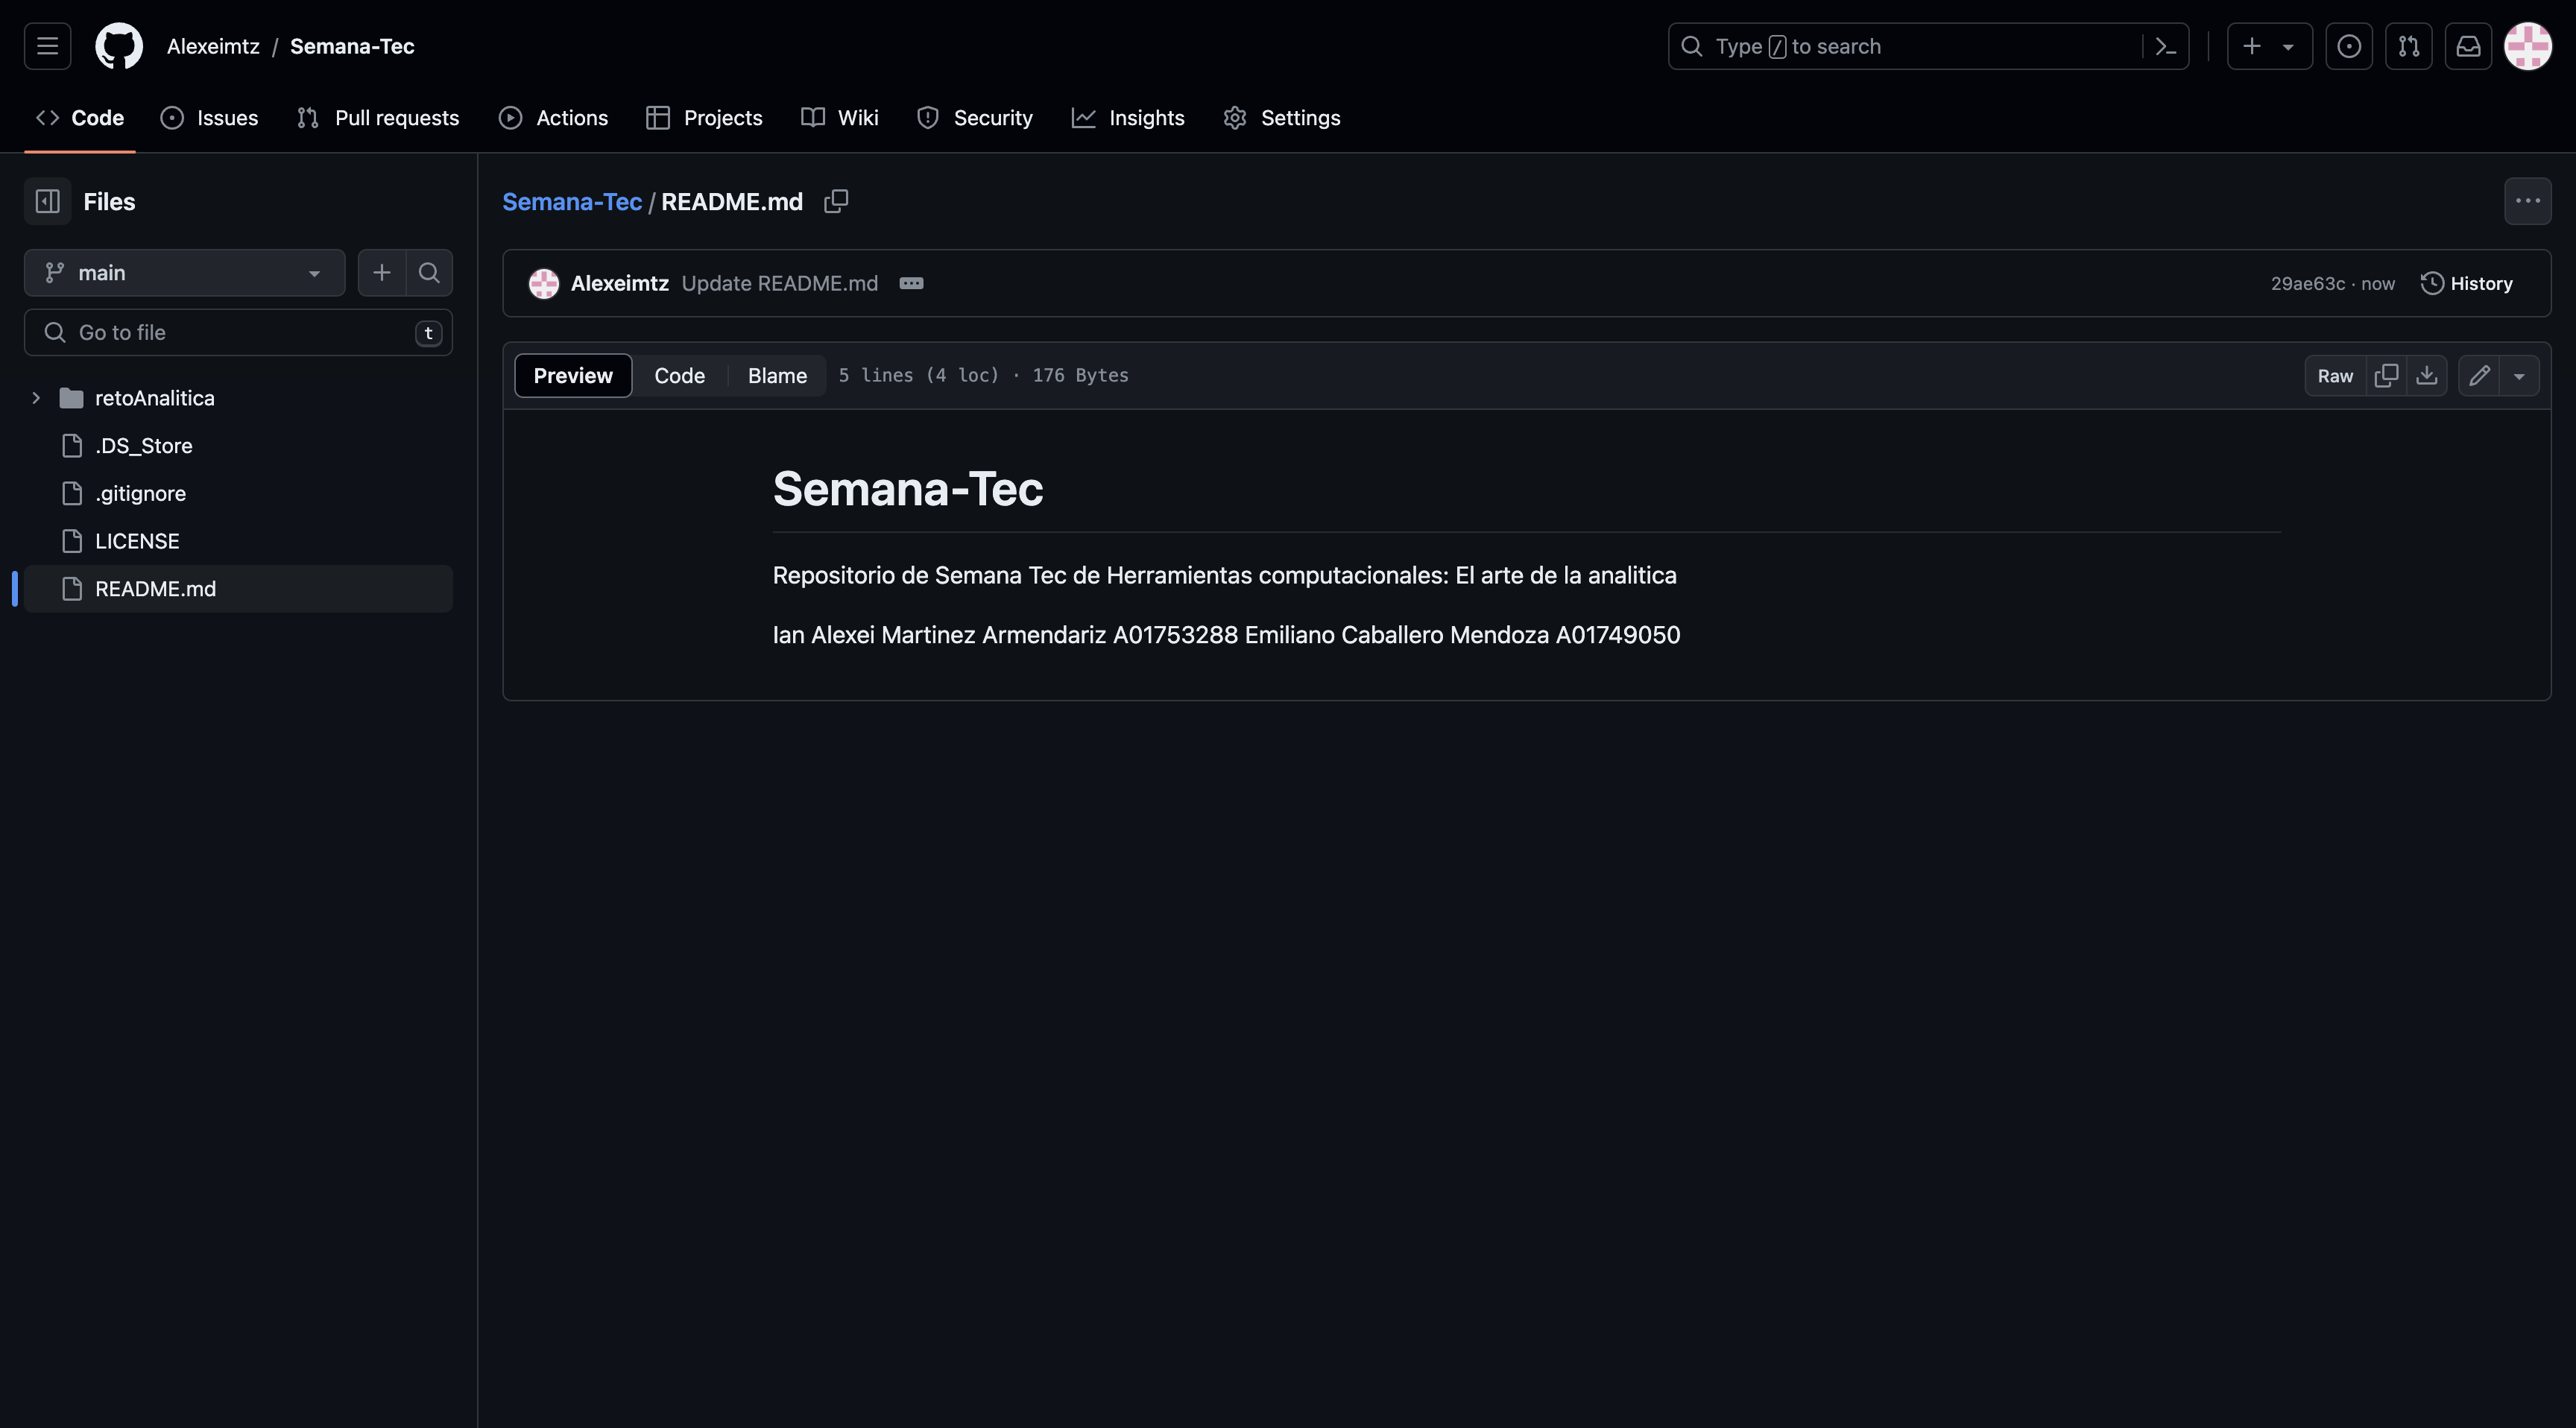 Alexeimtz / Semana-Tec
Type / to search
Code Issues Pull requests Actions Projects Wiki Security Insights Settings
Files
main
Go to file t
retoAnalitica
.DS_Store
.gitignore
LICENSE
README.md
Semana-Tec / README.md
Alexeimtz Update README.md
29ae63c · now History
Preview Code Blame 5 lines (4 loc) · 176 Bytes
Raw
Semana-Tec
Repositorio de Semana Tec de Herramientas computacionales: El arte de la analitica
Ian Alexei Martinez Armendariz A01753288 Emiliano Caballero Mendoza A01749050